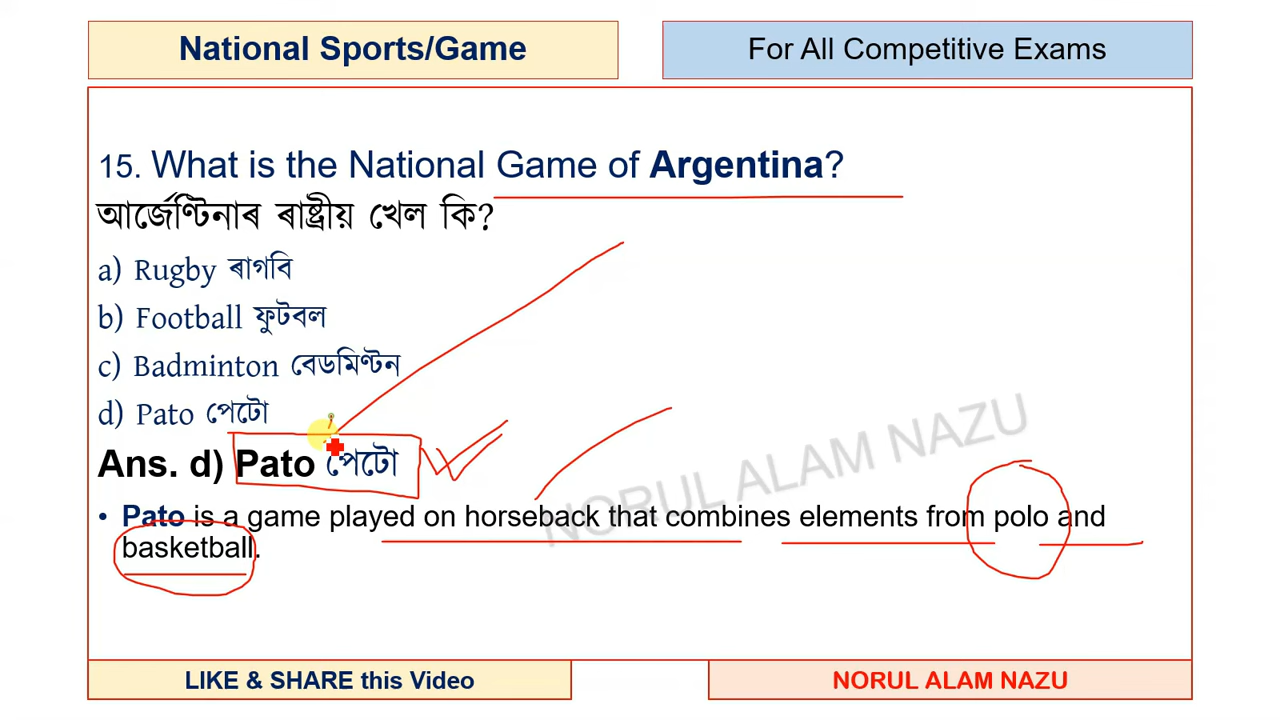 National Sports/Game
For All Competitive Exams
15. What is the National Game of Argentina?
আৰ্জেণ্টিনাৰ ৰাষ্ট্ৰীয় খেল কি?
a) Rugby ৰাগবি
b) Football ফুটবল
c) Badminton বেডমিণ্টন
d) Pato পেটো
Ans. d) Pato পেটো
• Pato is a game played on horseback that combines elements from polo and
basketball.
NORUL ALAM NAZU
LIKE & SHARE this Video
NORUL ALAM NAZU